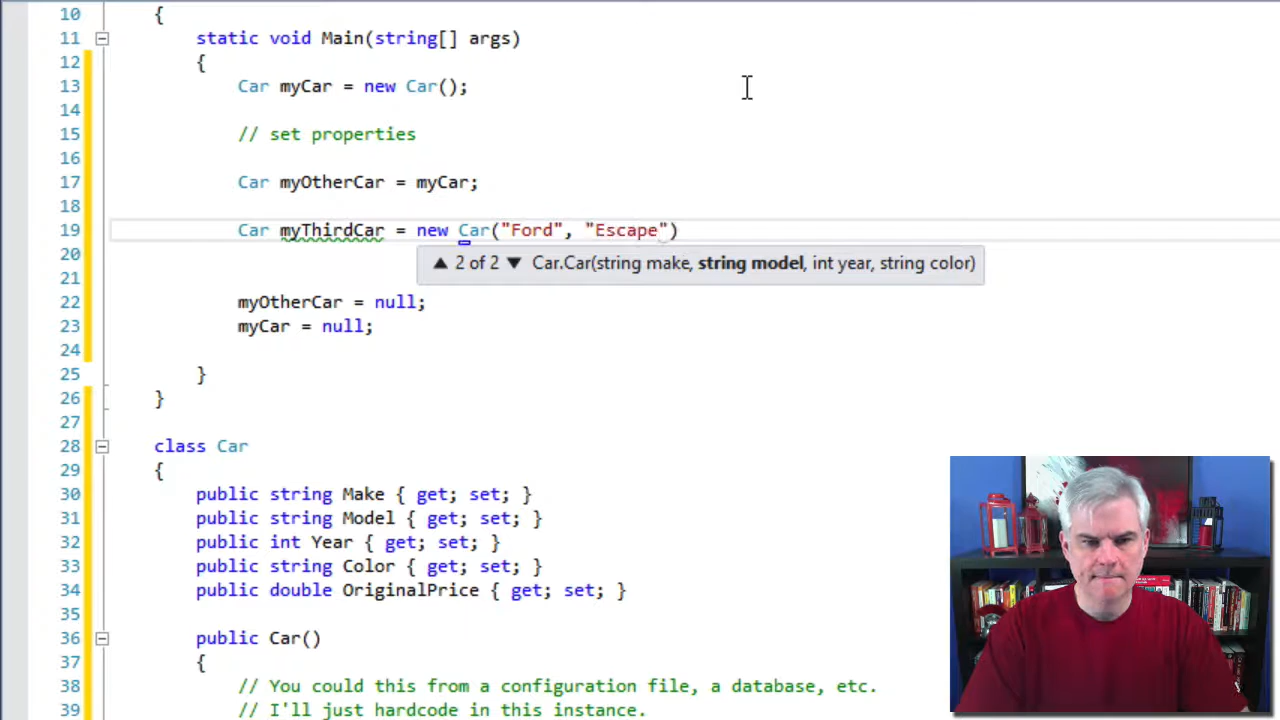 10 {
11 static void Main(string[] args)
12 {
13 Car myCar = new Car();
14
15 // set properties
16
17 Car myOtherCar = myCar;
18
19 Car myThirdCar = new Car("Ford", "Escape")
20 ▲ 2 of 2 ▼ Car.Car(string make, string model, int year, string color)
21
22 myOtherCar = null;
23 myCar = null;
24
25 }
26 }
27
28 class Car
29 {
30 public string Make { get; set; }
31 public string Model { get; set; }
32 public int Year { get; set; }
33 public string Color { get; set; }
34 public double OriginalPrice { get; set; }
35
36 public Car()
37 {
38 // You could this from a configuration file, a database, etc.
39 // I'll just hardcode in this instance.